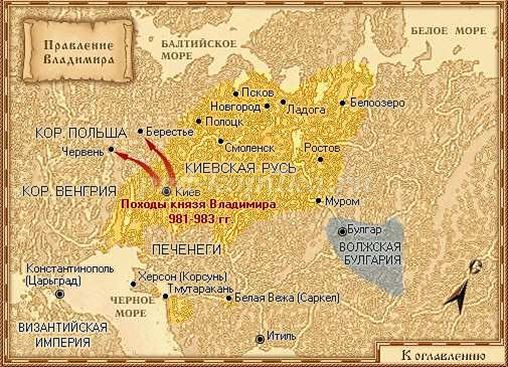 Правление
Владимира
БАЛТИЙСКОЕ
МОРЕ
БЕЛОЕ МОРЕ
Псков
Новгород
Ладога
Белоозеро
Полоцк
КОР. ПОЛЬША
Берестье
Червень
Смоленск
Ростов
КИЕВСКАЯ РУСЬ
КОР. ВЕНГРИЯ
Киев
Походы князя Владимира
981-983 гг.
Муром
Булгар
ВОЛЖСКАЯ
БУЛГАРИЯ
ПЕЧЕНЕГИ
Константинополь
(Царьград)
Херсон (Корсунь)
Тмутаракань
Белая Вежа (Саркел)
ЧЕРНОЕ
МОРЕ
ВИЗАНТИЙСКАЯ
ИМПЕРИЯ
Итиль
К оглавлению